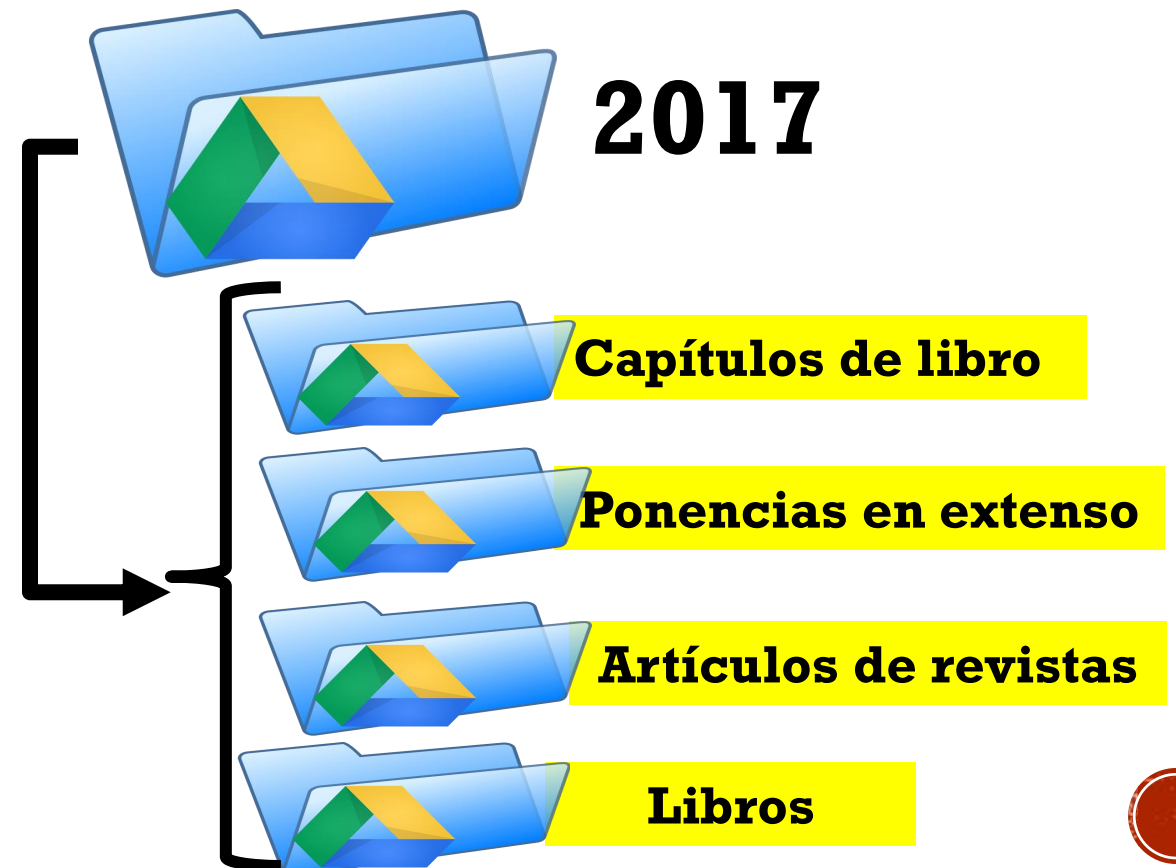 2017
Capítulos de libro
Ponencias en extenso
Artículos de revistas
Libros